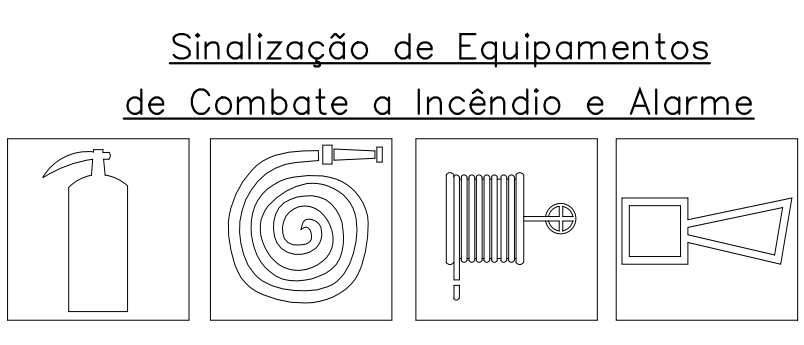 Sinalização de Equipamentos
de Combate a Incêndio e Alarme